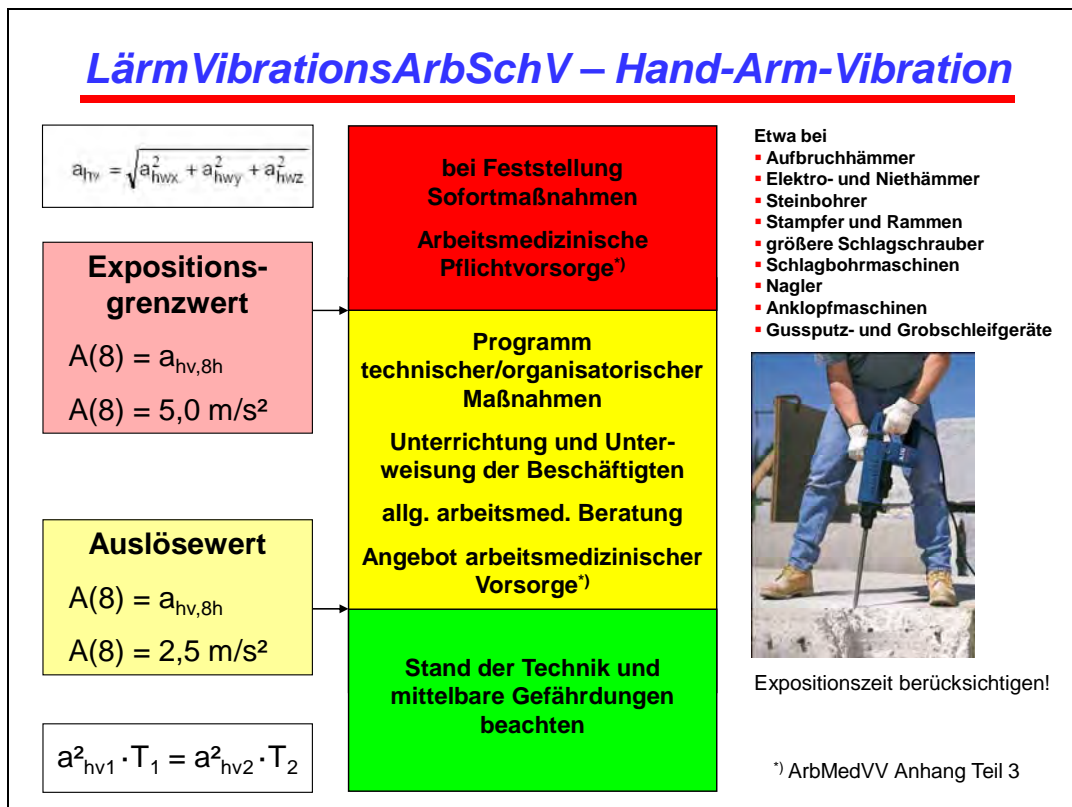 LärmVibrationsArbSchV – Hand-Arm-Vibration
a_hv = √(a²_hwx + a²_hwy + a²_hwz)
Expositions-
grenzwert
A(8) = a_hv,8h
A(8) = 5,0 m/s²
Auslösewert
A(8) = a_hv,8h
A(8) = 2,5 m/s²
a²_hv1 · T_1 = a²_hv2 · T_2
bei Feststellung
Sofortmaßnahmen
Arbeitsmedizinische
Pflichtvorsorge*)
Programm
technischer/organisatorischer
Maßnahmen
Unterrichtung und Unter-
weisung der Beschäftigten
allg. arbeitsmed. Beratung
Angebot arbeitsmedizinischer
Vorsorge*)
Stand der Technik und
mittelbare Gefährdungen
beachten
Etwa bei
▪ Aufbruchhämmer
▪ Elektro- und Niethämmer
▪ Steinbohrer
▪ Stampfer und Rammen
▪ größere Schlagschrauber
▪ Schlagbohrmaschinen
▪ Nagler
▪ Anklopfmaschinen
▪ Gussputz- und Grobschleifgeräte
Expositionszeit berücksichtigen!
*) ArbMedVV Anhang Teil 3